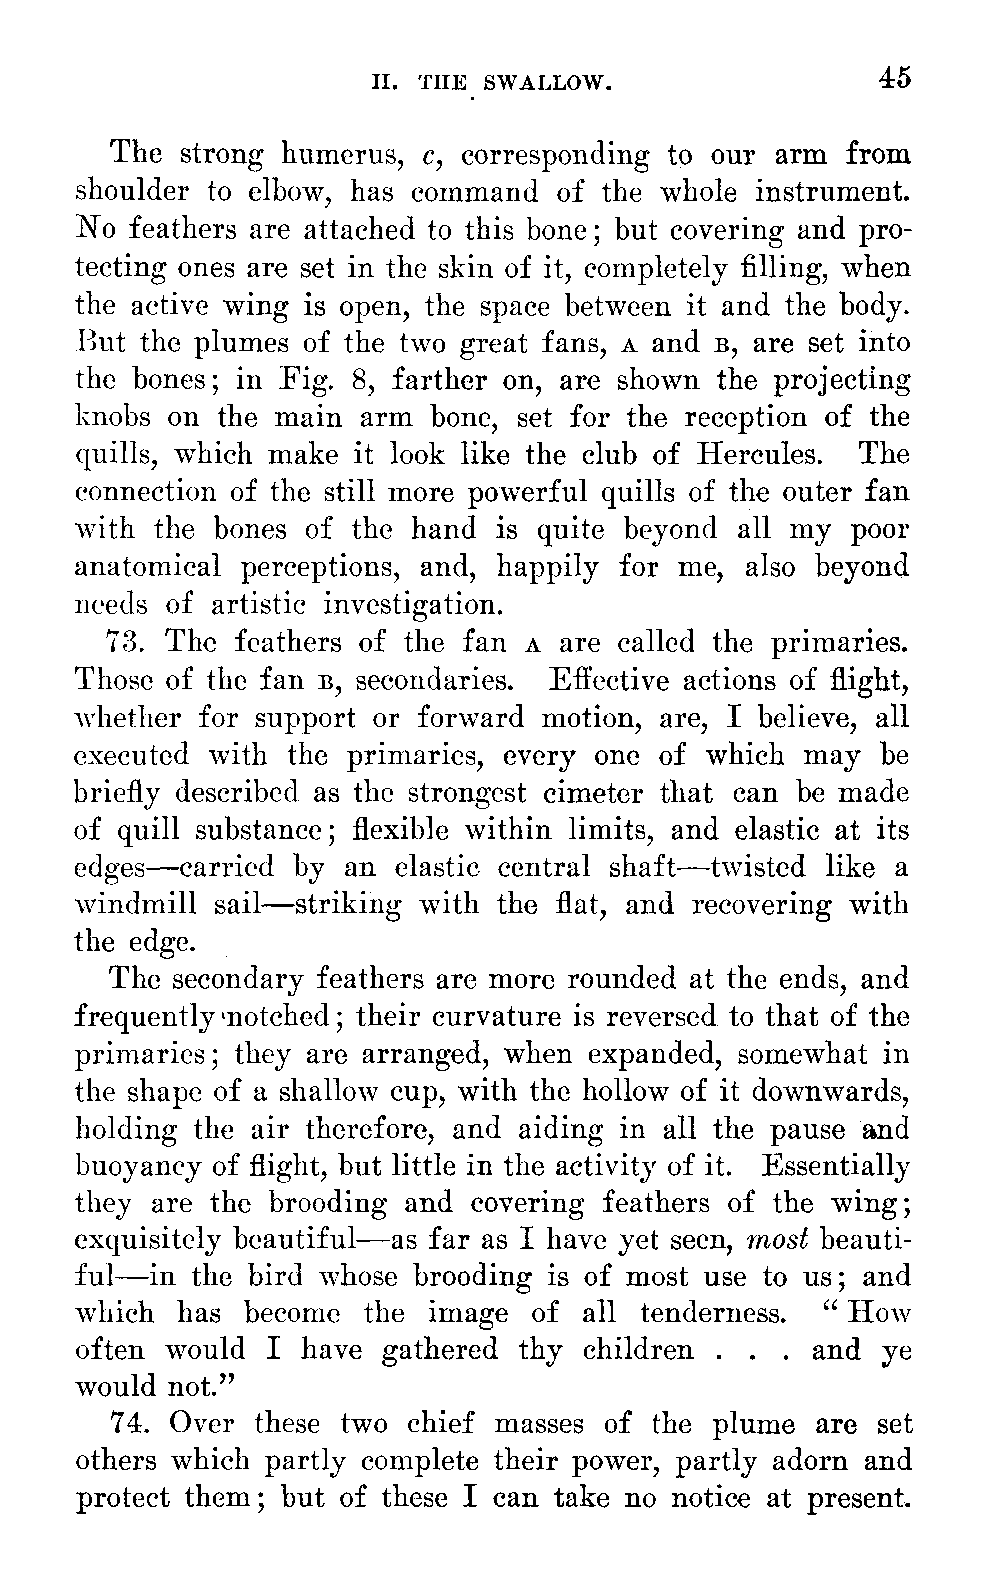 II. THE SWALLOW. 45
The strong humerus, c, corresponding to our arm from
shoulder to elbow, has command of the whole instrument.
No feathers are attached to this bone; but covering and pro-
tecting ones are set in the skin of it, completely filling, when
the active wing is open, the space between it and the body.
But the plumes of the two great fans, A and B, are set into
the bones; in Fig. 8, farther on, are shown the projecting
knobs on the main arm bone, set for the reception of the
quills, which make it look like the club of Hercules. The
connection of the still more powerful quills of the outer fan
with the bones of the hand is quite beyond all my poor
anatomical perceptions, and, happily for me, also beyond
needs of artistic investigation.
73. The feathers of the fan A are called the primaries.
Those of the fan B, secondaries. Effective actions of flight,
whether for support or forward motion, are, I believe, all
executed with the primaries, every one of which may be
briefly described as the strongest cimeter that can be made
of quill substance; flexible within limits, and elastic at its
edges—carried by an elastic central shaft—twisted like a
windmill sail—striking with the flat, and recovering with
the edge.
The secondary feathers are more rounded at the ends, and
frequently notched; their curvature is reversed to that of the
primaries; they are arranged, when expanded, somewhat in
the shape of a shallow cup, with the hollow of it downwards,
holding the air therefore, and aiding in all the pause and
buoyancy of flight, but little in the activity of it. Essentially
they are the brooding and covering feathers of the wing;
exquisitely beautiful—as far as I have yet seen, most beauti-
ful—in the bird whose brooding is of most use to us; and
which has become the image of all tenderness. “How
often would I have gathered thy children . . . and ye
would not.”
74. Over these two chief masses of the plume are set
others which partly complete their power, partly adorn and
protect them; but of these I can take no notice at present.